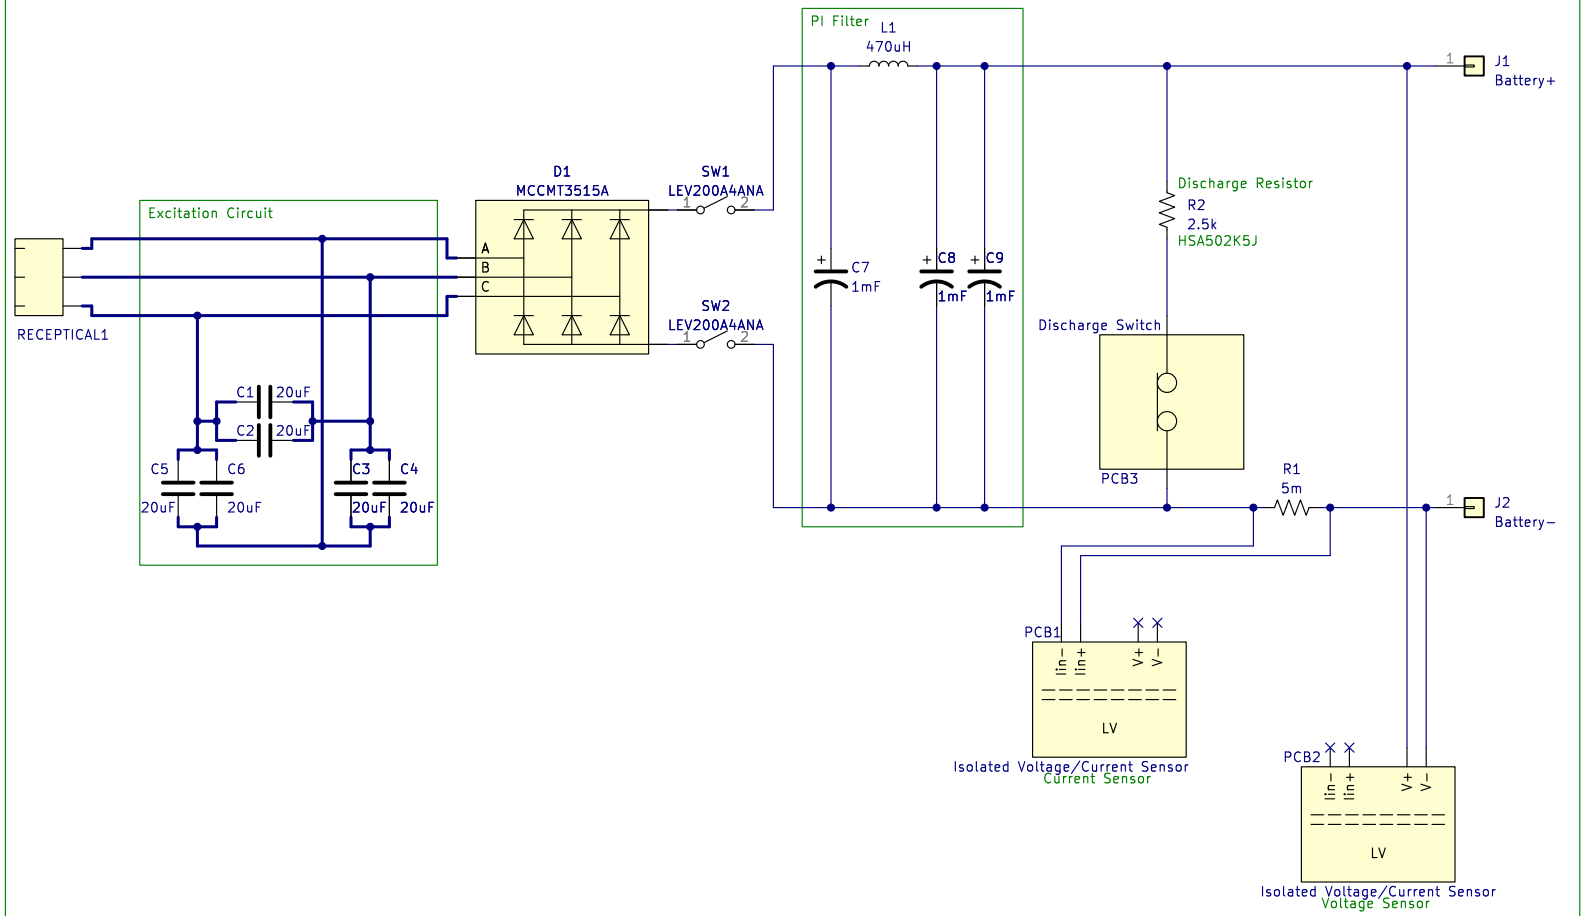 PI Filter
L1
470uH
1
J1
Battery+
D1
MCCMT3515A
SW1
LEV200A4ANA
1
2
Discharge Resistor
R2
2.5k
HSA502K5J
Excitation Circuit
A
B
C
RECEPTICAL1
+
C7
1mF
+
C8
1mF
+
C9
1mF
SW2
LEV200A4ANA
1
2
Discharge Switch
PCB3
C1
20uF
C2
20uF
C5
20uF
C6
20uF
C3
20uF
C4
20uF
R1
5m
1
J2
Battery-
PCB1
Iin-
Iin+
V+
V-
LV
Isolated Voltage/Current Sensor
Current Sensor
PCB2
Iin-
Iin+
V+
V-
LV
Isolated Voltage/Current Sensor
Voltage Sensor